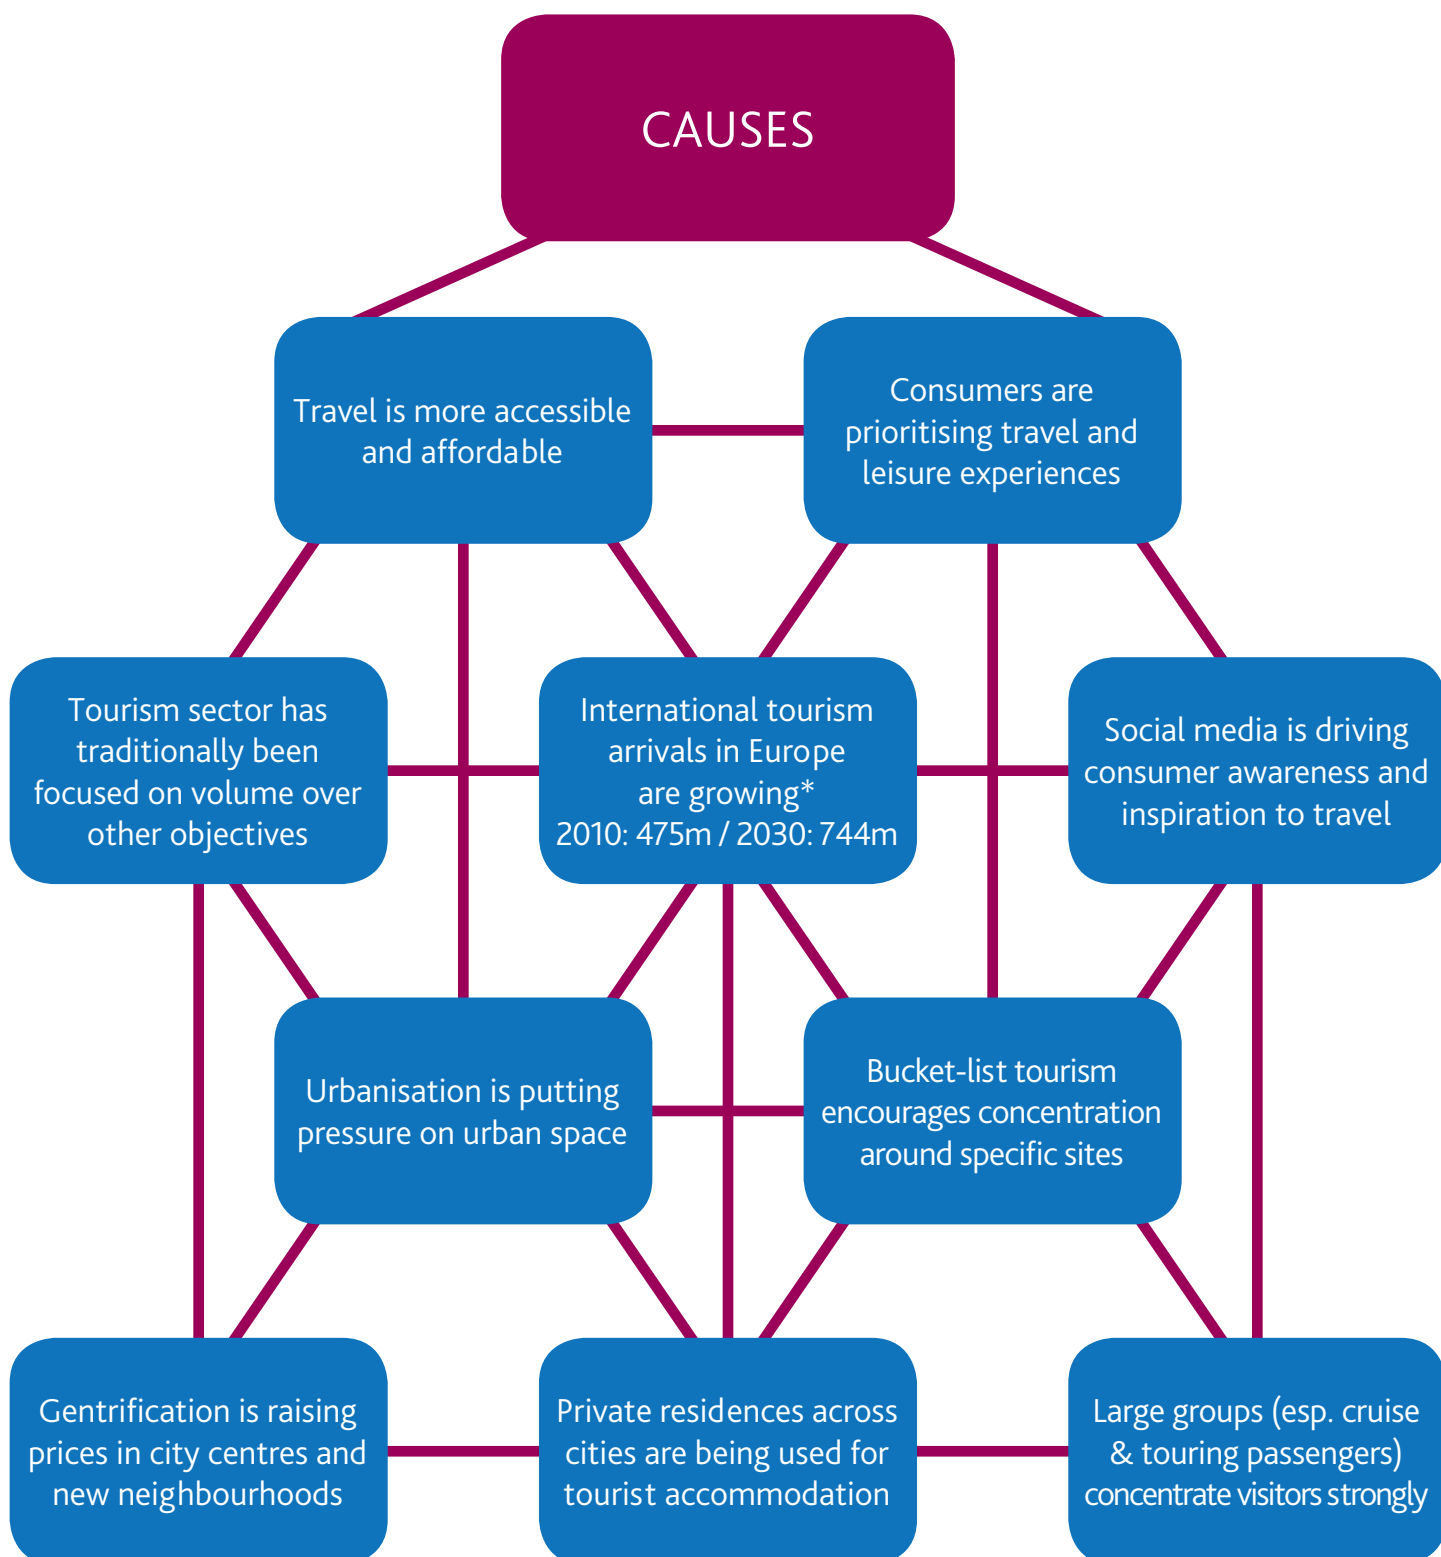 CAUSES
Travel is more accessible
and affordable
Consumers are
prioritising travel and
leisure experiences
Tourism sector has
traditionally been
focused on volume over
other objectives
International tourism
arrivals in Europe
are growing*
2010: 475m / 2030: 744m
Social media is driving
consumer awareness and
inspiration to travel
Urbanisation is putting
pressure on urban space
Bucket-list tourism
encourages concentration
around specific sites
Gentrification is raising
prices in city centres and
new neighbourhoods
Private residences across
cities are being used for
tourist accommodation
Large groups (esp. cruise
& touring passengers)
concentrate visitors strongly